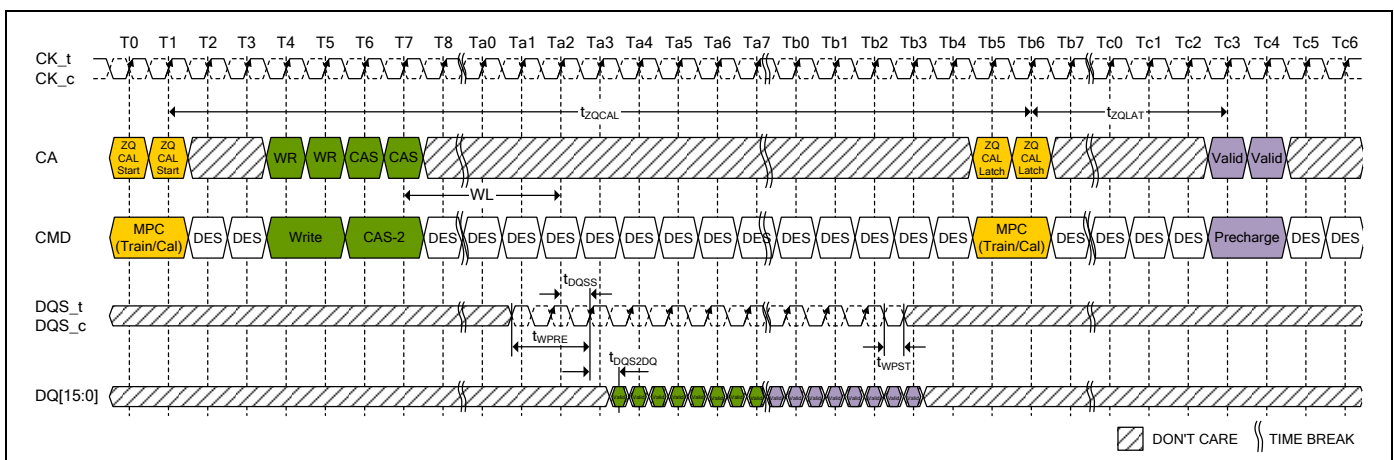 T0 T1 T2 T3 T4 T5 T6 T7 T8 Ta0 Ta1 Ta2 Ta3 Ta4 Ta5 Ta6 Ta7 Tb0 Tb1 Tb2 Tb3 Tb4 Tb5 Tb6 Tb7 Tc0 Tc1 Tc2 Tc3 Tc4 Tc5 Tc6
CK_t
CK_c
tZQCAL tZQLAT
CA
ZQ CAL Start ZQ CAL Start WR WR CAS CAS ZQ CAL Latch ZQ CAL Latch Valid Valid
WL
CMD
MPC (Train/Cal) DES DES Write CAS-2 DES DES DES DES DES DES DES DES DES DES DES DES DES DES MPC (Train/Cal) DES DES DES DES Precharge DES DES
tDQSS
DQS_t
DQS_c
tWPRE
tDQS2DQ
tWPST
DQ[15:0]
DON'T CARE TIME BREAK